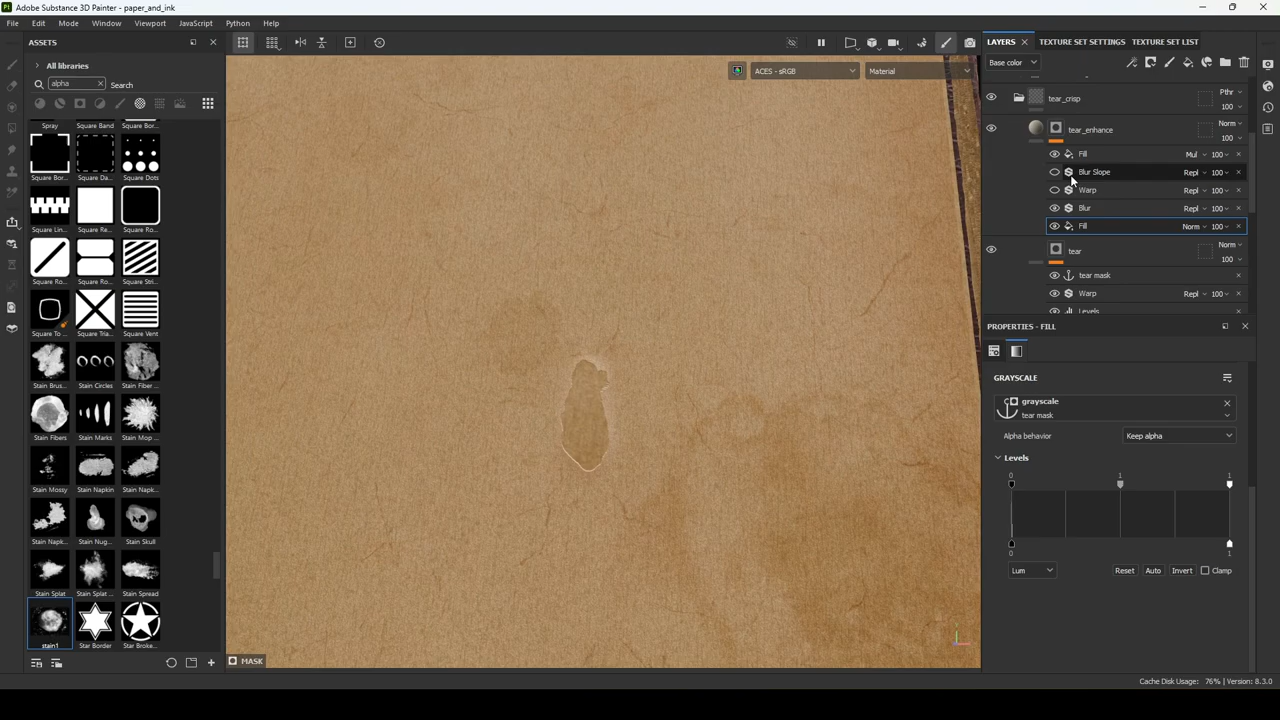 Pt Adobe Substance 3D Painter - paper_and_ink
File Edit Mode Window Viewport JavaScript Python Help
ASSETS
All libraries
alpha
Search
Spray Square Band Square Bor...
Square Bor... Square Da... Square Dots
Square Lin... Square Re... Square Ro...
Square Ro... Square Ro... Square Stri...
Square To ... Square Tria... Square Vent
Stain Brus... Stain Circles Stain Fiber ...
Stain Fibers Stain Marks Stain Mop ...
Stain Mossy Stain Napkin Stain Napk...
Stain Napk... Stain Nug... Stain Skull
Stain Splat Stain Splat ... Stain Spread
stain1 Star Border Star Broke...
ACES - sRGB
Material
MASK
LAYERS TEXTURE SET SETTINGS TEXTURE SET LIST
Base color
tear_crisp Pthr 100
tear_enhance Norm 100
Fill Mul 100
Blur Slope Repl 100
Warp Repl 100
Blur Repl 100
Fill Norm 100
tear Norm 100
tear mask
Warp Repl 100
Levels
PROPERTIES - FILL
GRAYSCALE
grayscale
tear mask
Alpha behavior Keep alpha
Levels
0 1 1
0 1
Lum Reset Auto Invert Clamp
Cache Disk Usage: 76% | Version: 8.3.0